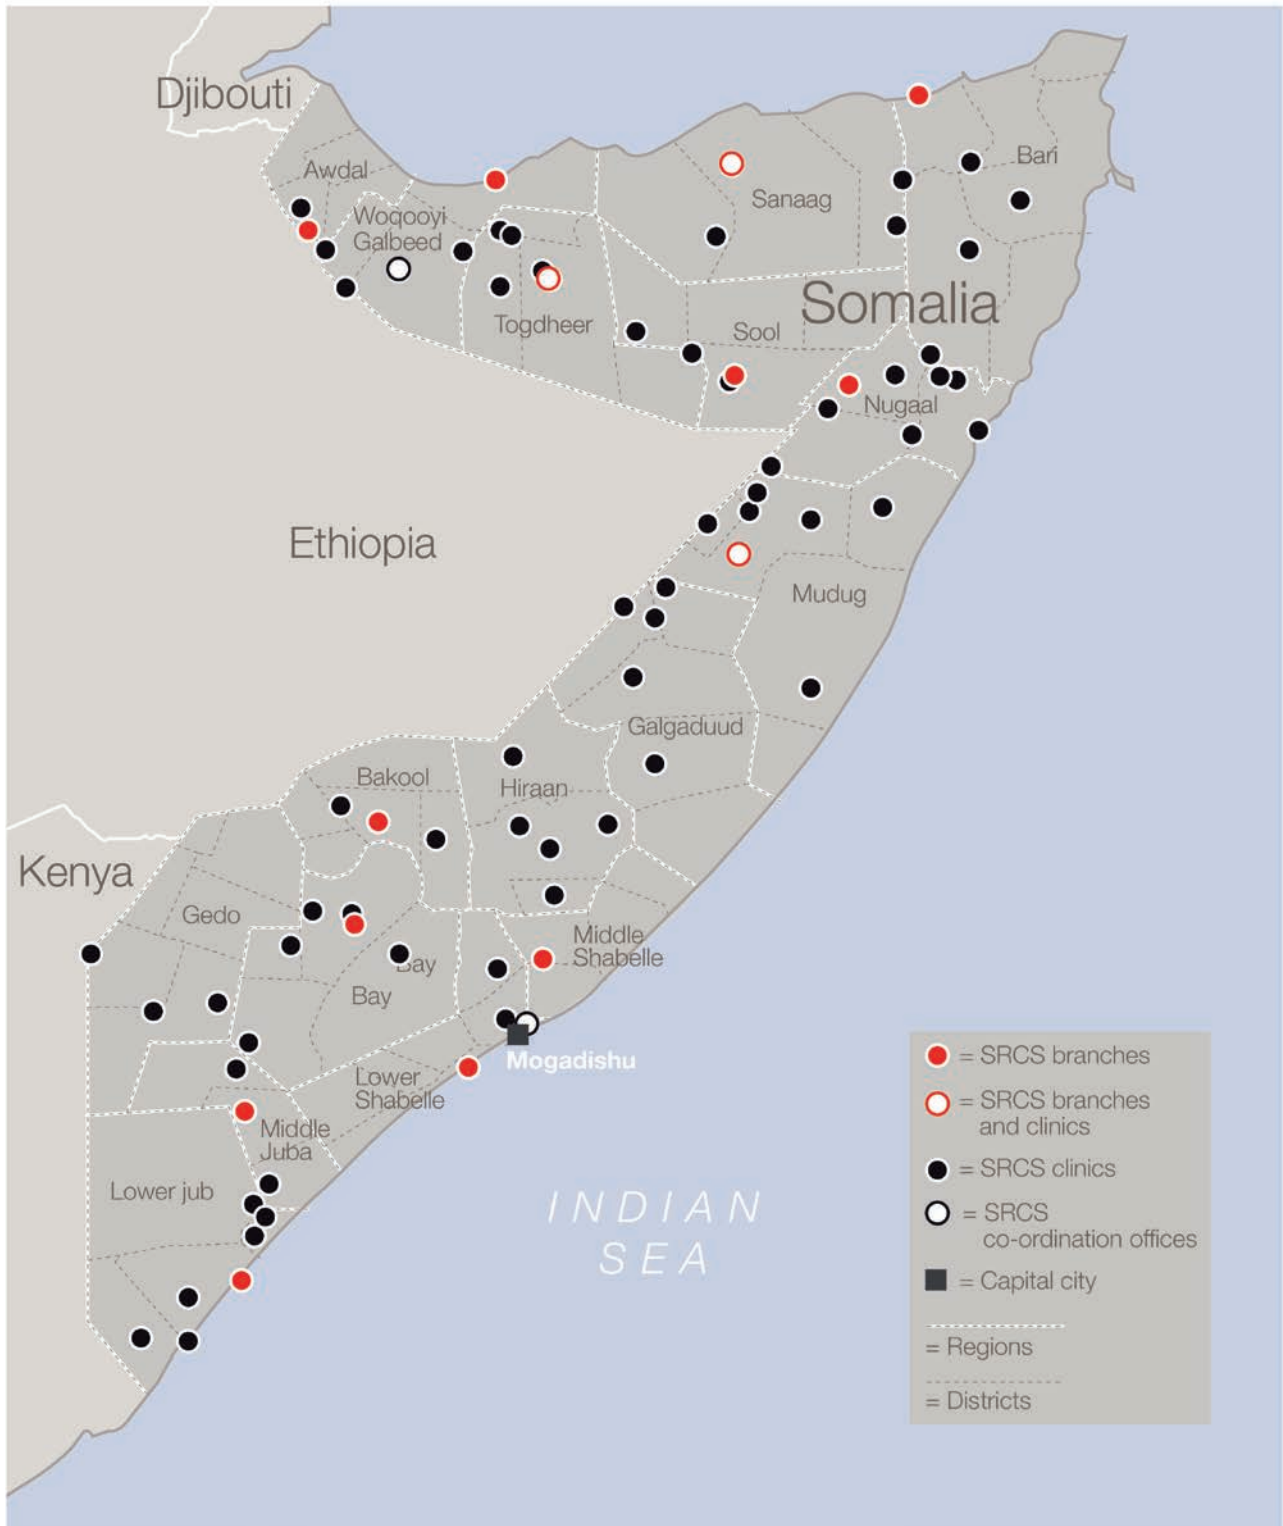 Djibouti
Awdal
Woqooyi
Galbeed
Togdheer
Sanaag
Bari
Sool
Somalia
Nugaal
Ethiopia
Mudug
Galgaduud
Bakool
Hiraan
Kenya
Gedo
Middle
Shabelle
Bay
Bay
Mogadishu
Lower
Shabelle
Middle
Juba
Lower jub
INDIAN
SEA
= SRCS branches
= SRCS branches
and clinics
= SRCS clinics
= SRCS
co-ordination offices
= Capital city
= Regions
= Districts